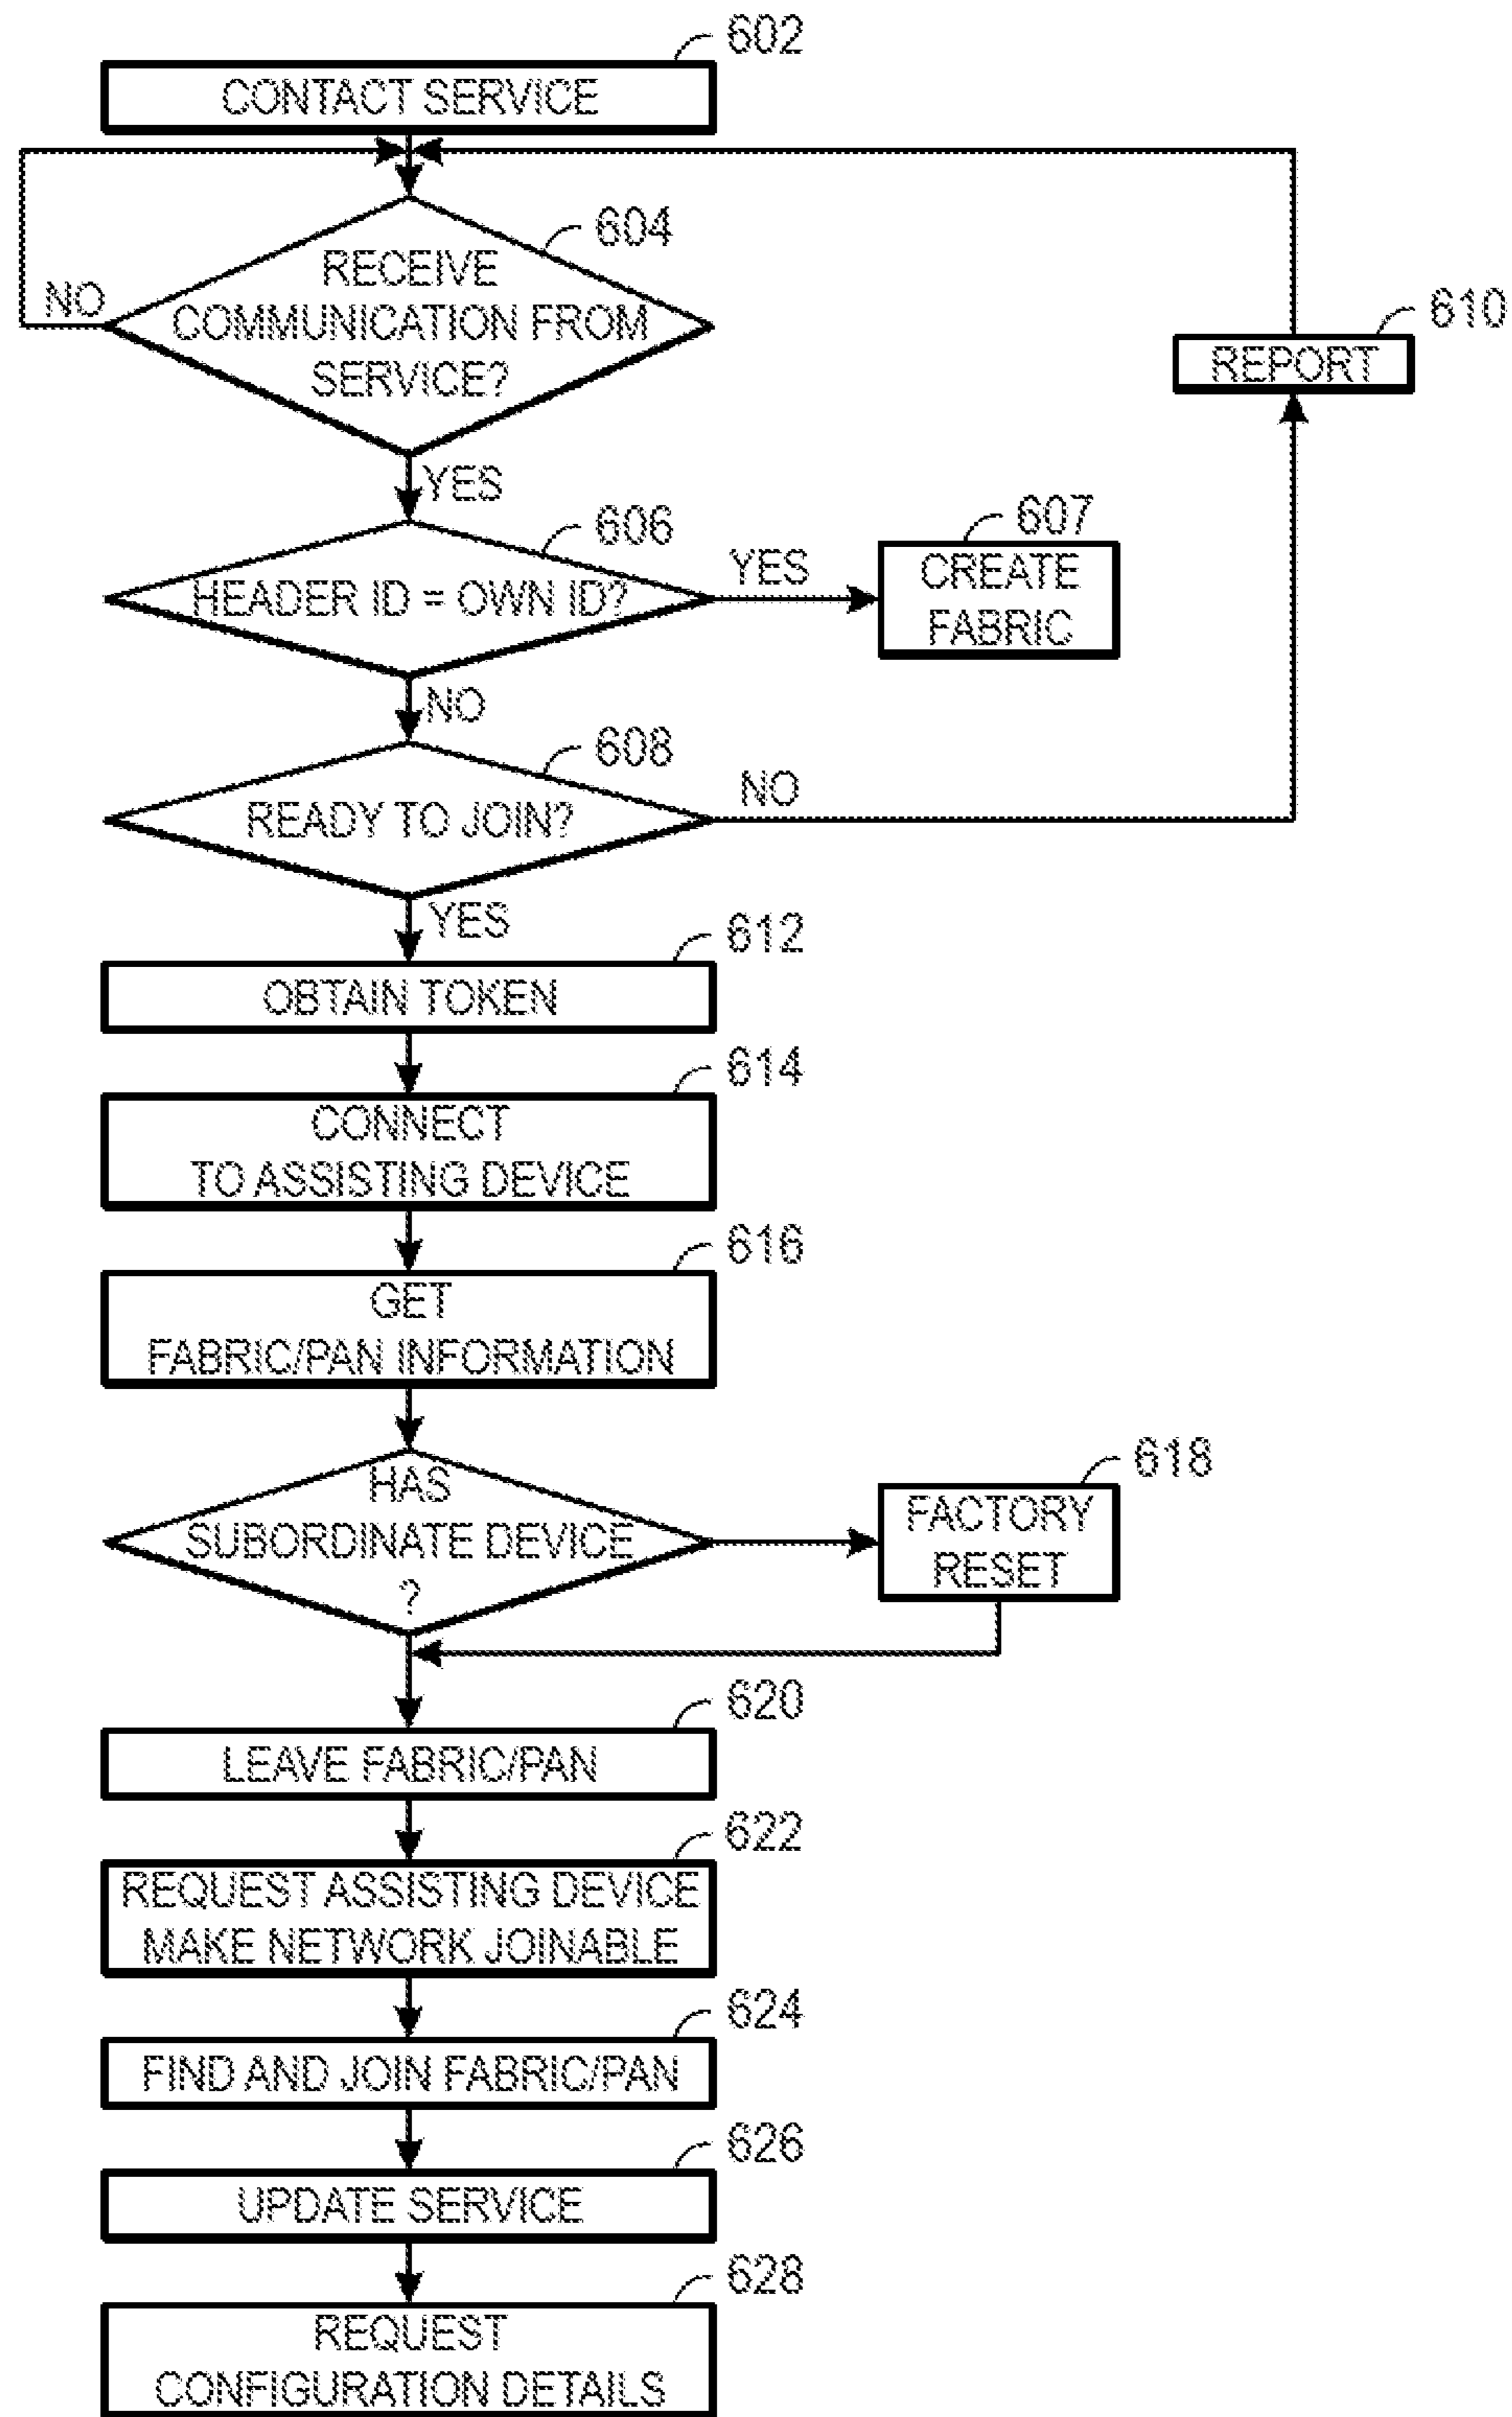 602
CONTACT SERVICE
604
RECEIVE
COMMUNICATION FROM
SERVICE?
NO
610
REPORT
YES
606
HEADER ID = OWN ID?
YES
607
CREATE
FABRIC
NO
608
READY TO JOIN?
NO
YES
612
OBTAIN TOKEN
614
CONNECT
TO ASSISTING DEVICE
616
GET
FABRIC/PAN INFORMATION
HAS
SUBORDINATE DEVICE
?
618
FACTORY
RESET
620
LEAVE FABRIC/PAN
622
REQUEST ASSISTING DEVICE
MAKE NETWORK JOINABLE
624
FIND AND JOIN FABRIC/PAN
626
UPDATE SERVICE
628
REQUEST
CONFIGURATION DETAILS